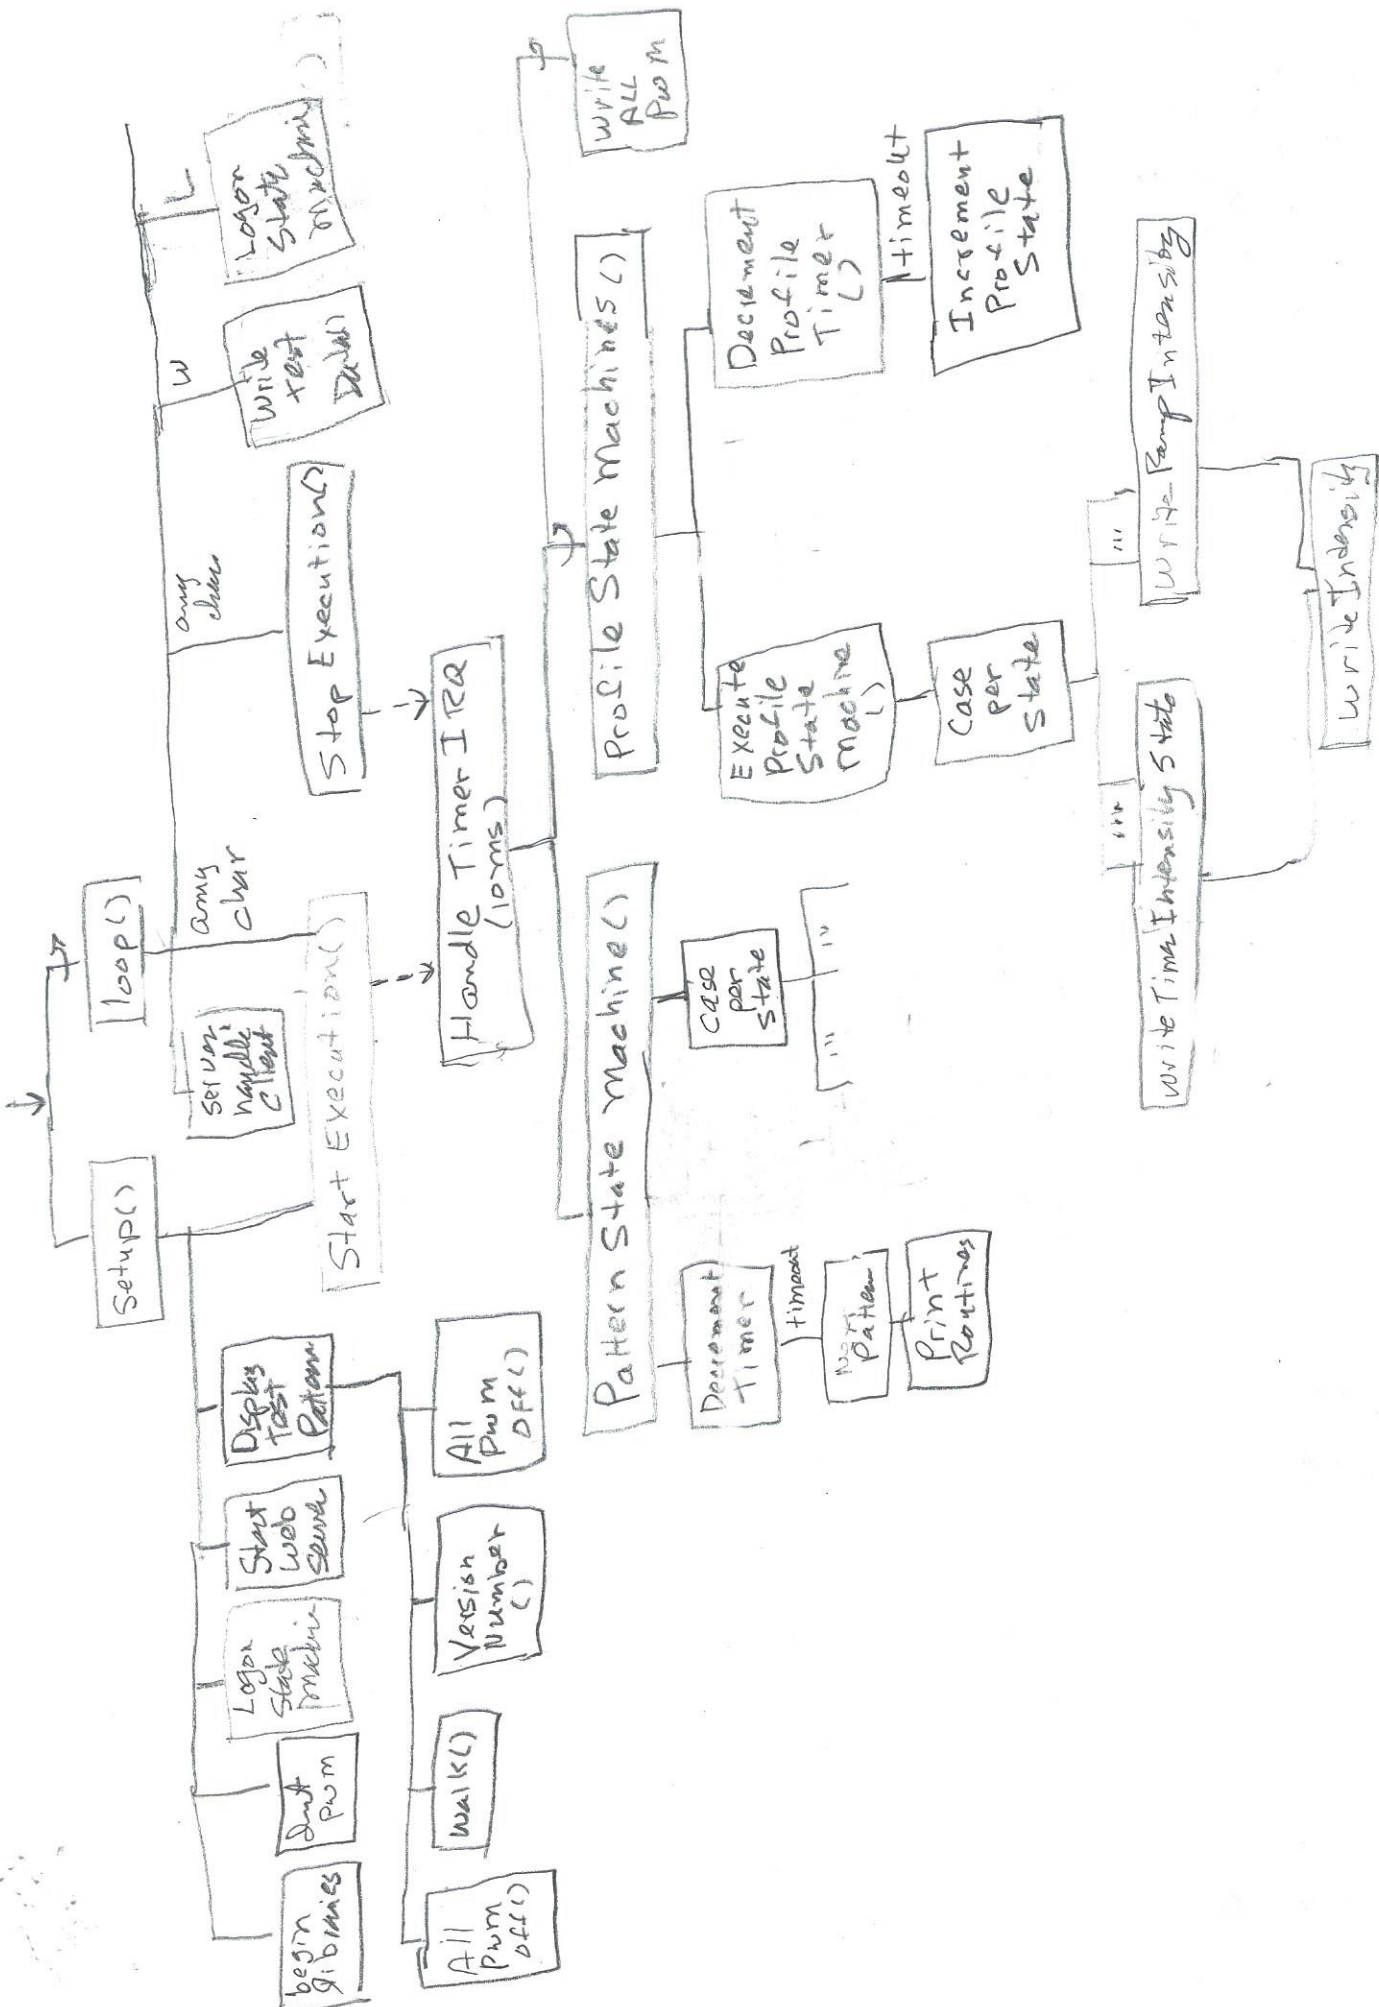 Setup()
loop()
begin
libraries
Init
Pwm
Logon
State
Machine
Start
Web
Server
Display
Test
Pattern
server
handle
client
any
char
any
char
W
L
Write
test
Logon
State
Machine
()
Start Execution()
Stop Execution()
All
Pwm
Off()
Walk()
Version
Number
()
All
Pwm
Off()
Handle Timer IRQ
(10ms)
Pattern State Machine()
Profile State Machines()
Write
ALL
Pwm
Decrement
Timer
timeout
Pattern
Print
Routines
Case
per
State
...
...
Execute
Profile
State
Machine
()
Decrement
Profile
Timer
()
timeout
Increment
Profile
State
Case
per
State
...
...
Write Time Intensity State
Write Ramp Intensity
Write Intensity